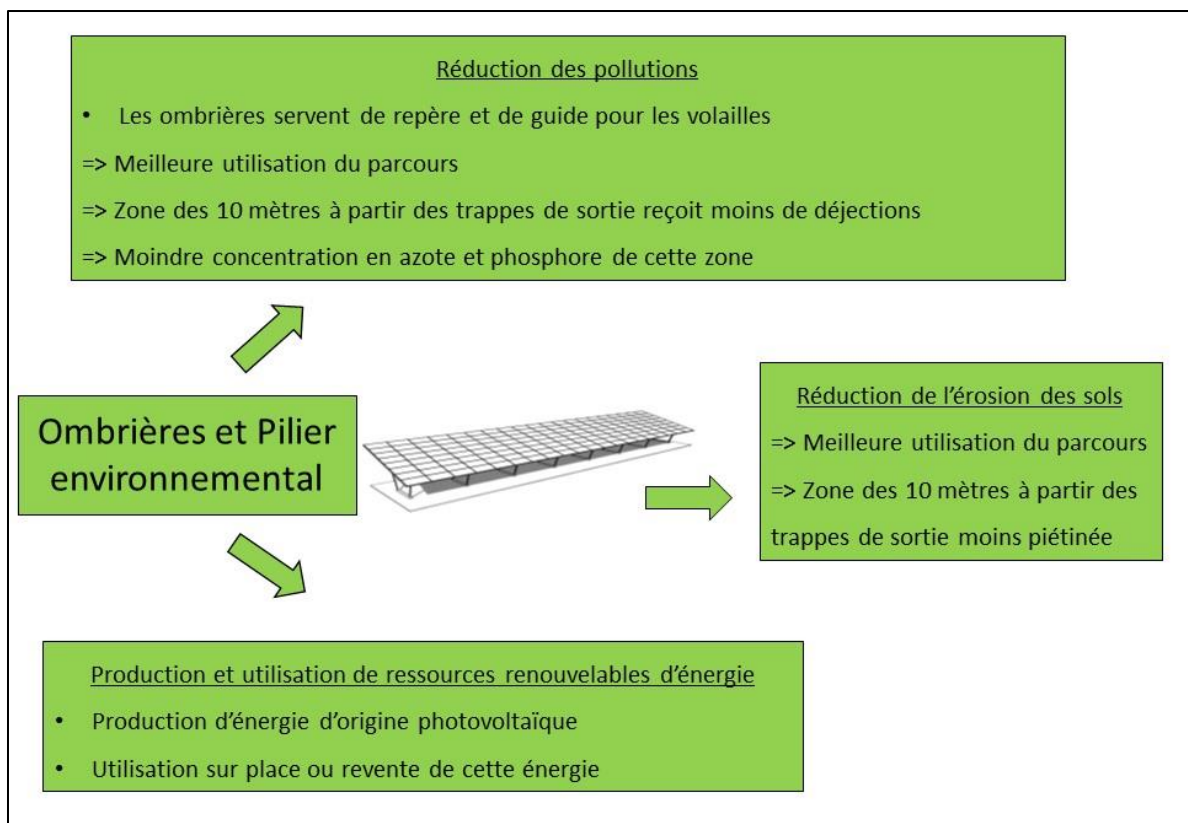 Réduction des pollutions
• Les ombrières servent de repère et de guide pour les volailles
=> Meilleure utilisation du parcours
=> Zone des 10 mètres à partir des trappes de sortie reçoit moins de déjections
=> Moindre concentration en azote et phosphore de cette zone
Ombrières et Pilier
environnemental
Réduction de l’érosion des sols
=> Meilleure utilisation du parcours
=> Zone des 10 mètres à partir des
trappes de sortie moins piétinée
Production et utilisation de ressources renouvelables d’énergie
• Production d’énergie d’origine photovoltaïque
• Utilisation sur place ou revente de cette énergie